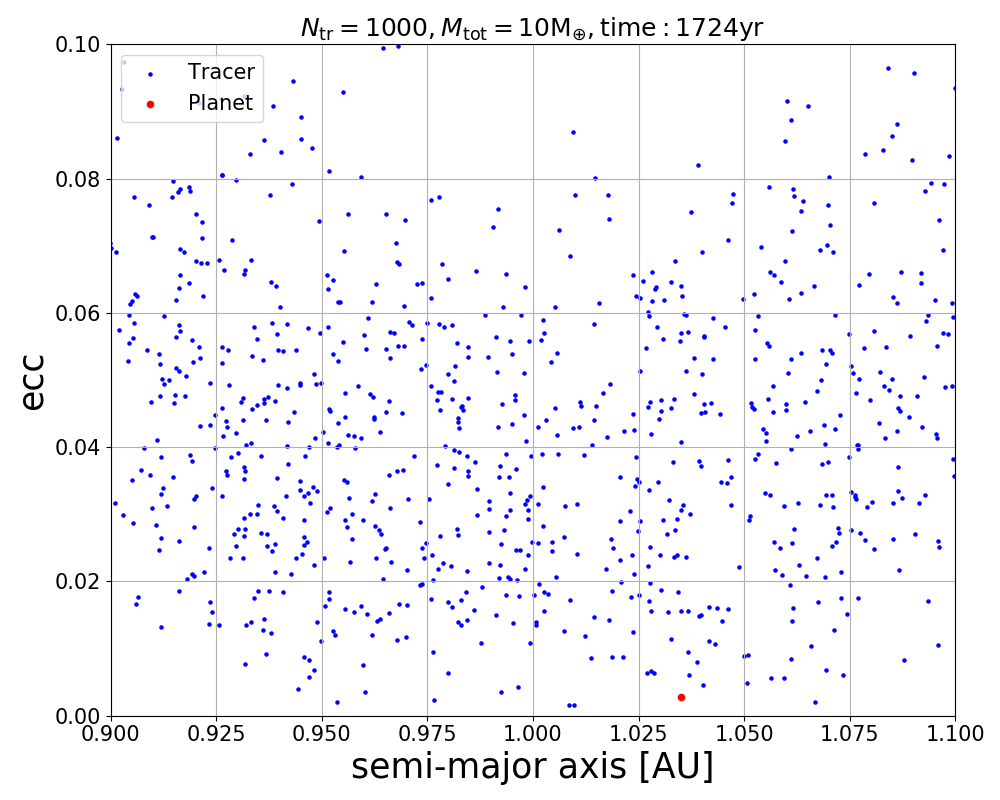 N_tr = 1000, M_tot = 10M_⊕, time : 1724yr
Tracer
Planet
0.10
0.08
0.06
0.04
0.02
0.00
ecc
0.900 0.925 0.950 0.975 1.000 1.025 1.050 1.075 1.100
semi-major axis [AU]